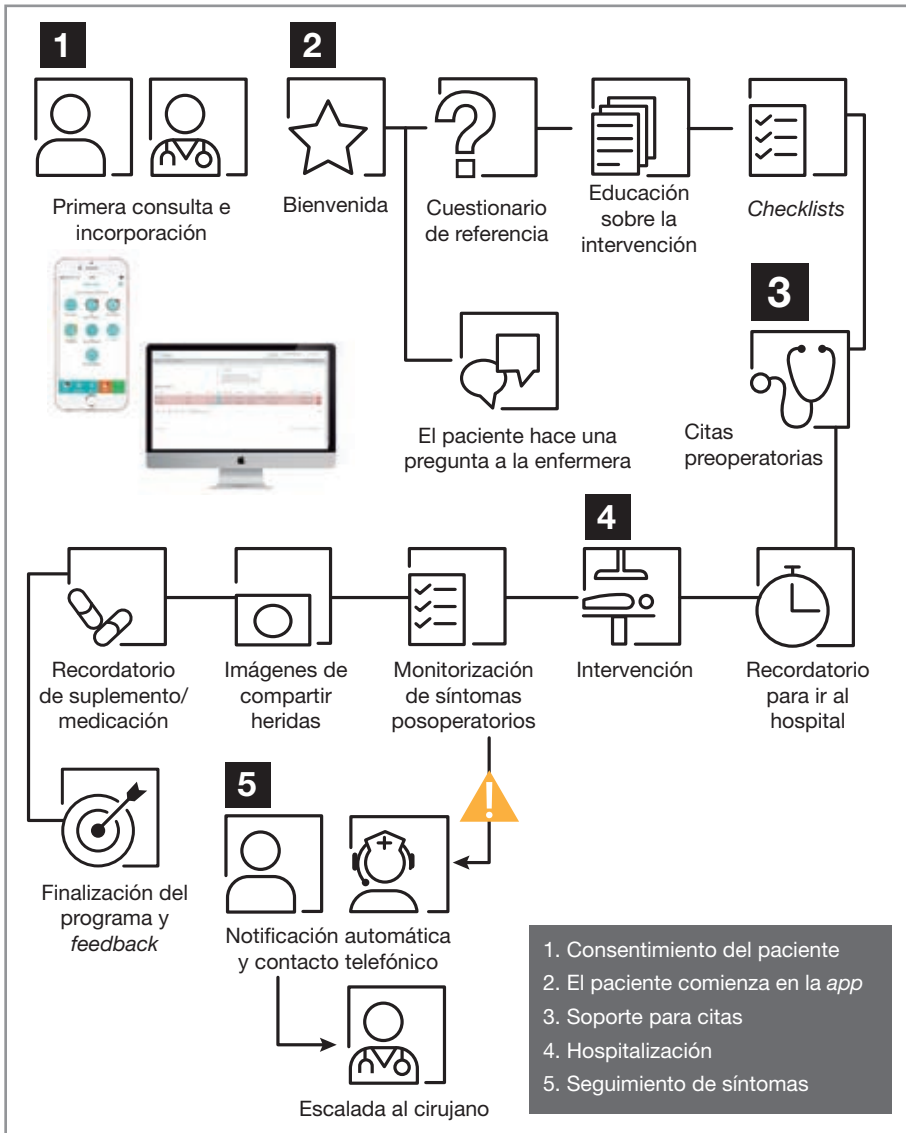 1
Primera consulta e
incorporación
2
Bienvenida
Cuestionario
de referencia
Educación
sobre la
intervención
Checklists
El paciente hace una
pregunta a la enfermera
3
Citas
preoperatorias
Recordatorio
de suplemento/
medicación
Imágenes de
compartir
heridas
Monitorización
de síntomas
posoperatorios
4
Intervención
Recordatorio
para ir al
hospital
Finalización del
programa y
feedback
5
Notificación automática
y contacto telefónico
Escalada al cirujano
1. Consentimiento del paciente
2. El paciente comienza en la app
3. Soporte para citas
4. Hospitalización
5. Seguimiento de síntomas